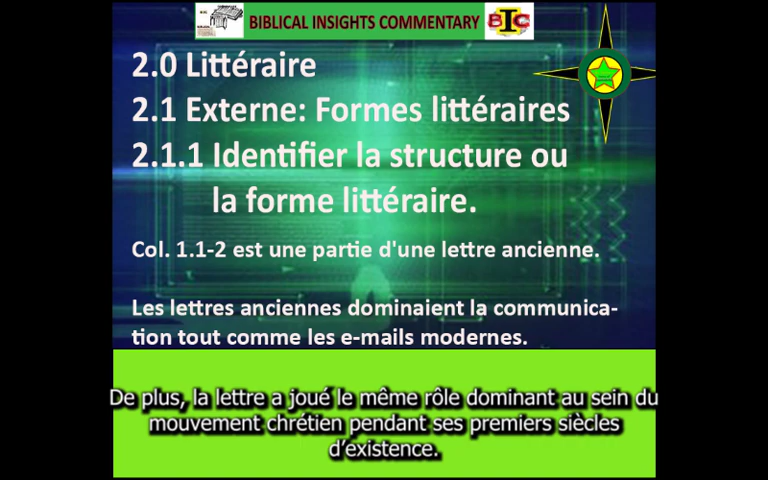 BIBLICAL INSIGHTS COMMENTARY BIC
2.0 Littéraire
2.1 Externe: Formes littéraires
2.1.1 Identifier la structure ou
la forme littéraire.
Col. 1.1-2 est une partie d'une lettre ancienne.
Les lettres anciennes dominaient la communica-
tion tout comme les e-mails modernes.
De plus, la lettre a joué le même rôle dominant au sein du
mouvement chrétien pendant ses premiers siècles
d'existence.